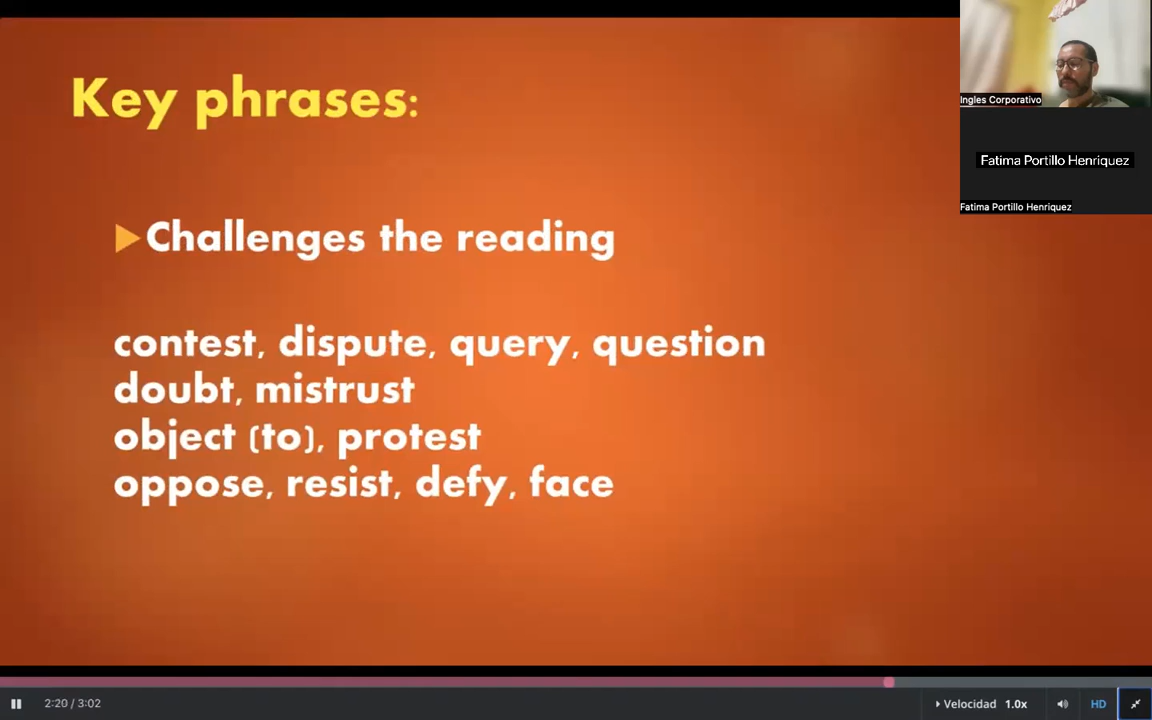 Key phrases:
Challenges the reading
contest, dispute, query, question
doubt, mistrust
object (to), protest
oppose, resist, defy, face
Ingles Corporativo
Fatima Portillo Henriquez
Fatima Portillo Henriquez
2:20 / 3:02
Velocidad 1.0x
HD